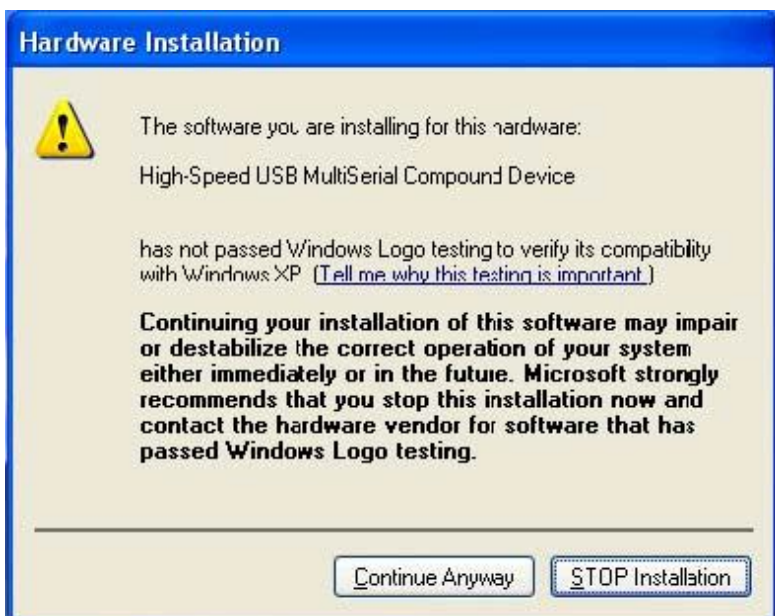 Hardware Installation
The software you are installing for this hardware:
High-Speed USB MultiSerial Compound Device
has not passed Windows Logo testing to verify its compatibility
with Windows XP. (Tell me why this testing is important.)
Continuing your installation of this software may impair
or destabilize the correct operation of your system
either immediately or in the future. Microsoft strongly
recommends that you stop this installation now and
contact the hardware vendor for software that has
passed Windows Logo testing.
Continue Anyway
STOP Installation